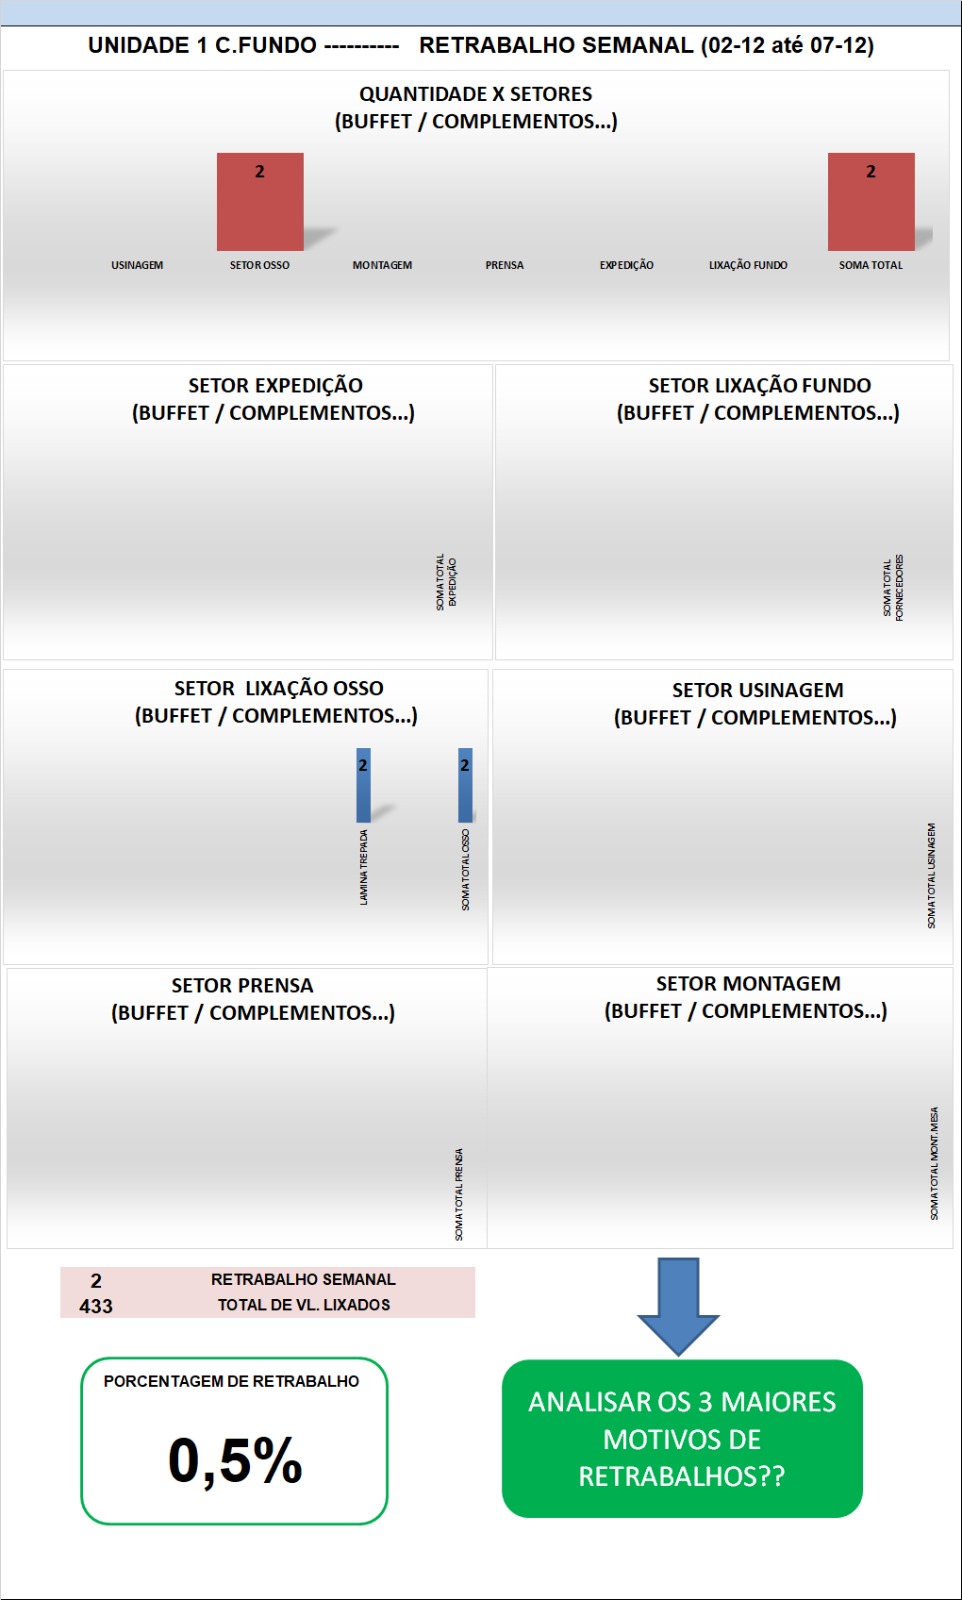 UNIDADE 1 C.FUNDO ---------- RETRABALHO SEMANAL (02-12 até 07-12)
QUANTIDADE X SETORES
(BUFFET / COMPLEMENTOS...)
2
2
USINAGEM
SETOR OSSO
MONTAGEM
PRENSA
EXPEDIÇÃO
LIXAÇÃO FUNDO
SOMA TOTAL
SETOR EXPEDIÇÃO
(BUFFET / COMPLEMENTOS...)
SOMA TOTAL
EXPEDIÇÃO
SETOR LIXAÇÃO FUNDO
(BUFFET / COMPLEMENTOS...)
SOMA TOTAL
FORNECEDORES
SETOR LIXAÇÃO OSSO
(BUFFET / COMPLEMENTOS...)
2
2
LAMINA TREPADA
SOMA TOTAL OSSO
SETOR USINAGEM
(BUFFET / COMPLEMENTOS...)
SOMA TOTAL USINAGEM
SETOR PRENSA
(BUFFET / COMPLEMENTOS...)
SOMA TOTAL PRENSA
SETOR MONTAGEM
(BUFFET / COMPLEMENTOS...)
SOMA TOTAL MONT.MESA
2 RETRABALHO SEMANAL
433 TOTAL DE VL. LIXADOS
PORCENTAGEM DE RETRABALHO
0,5%
ANALISAR OS 3 MAIORES
MOTIVOS DE
RETRABALHOS??